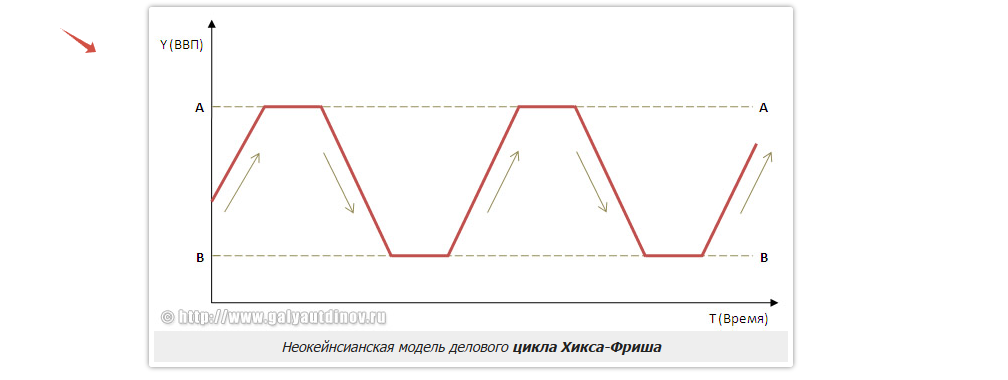 Y (ВВП)
A A
B B
© http://www.galyautdinov.ru
T (Время)
Неокейнсианская модель делового цикла Хикса-Фриша